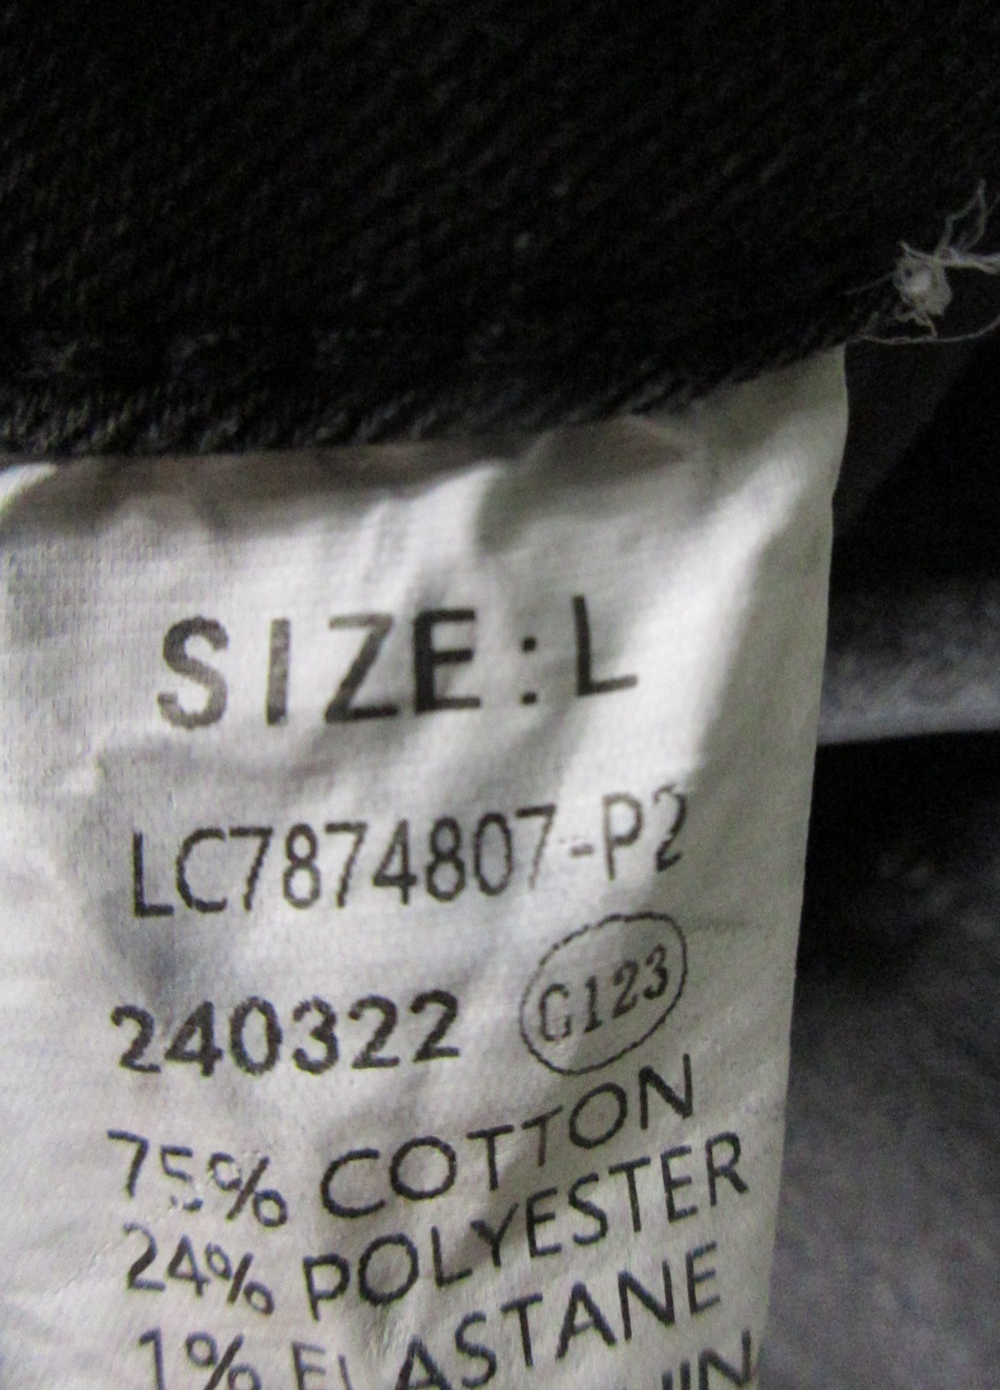 SIZE:L
LC7874807-P2
240322 G123
75% COTTON
24% POLYESTER
1% ELASTANE